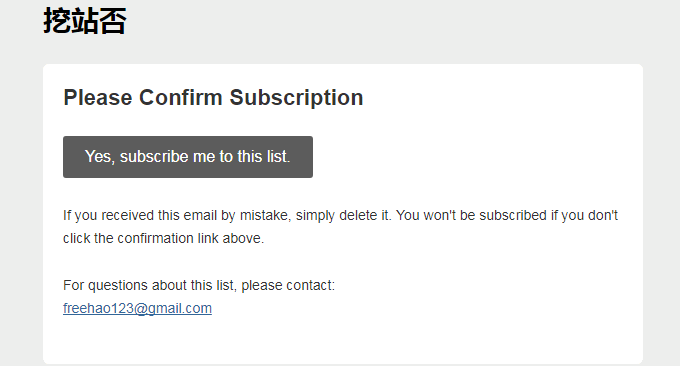 挖站否
Please Confirm Subscription
Yes, subscribe me to this list.
If you received this email by mistake, simply delete it. You won't be subscribed if you don't
click the confirmation link above.
For questions about this list, please contact:
freehao123@gmail.com